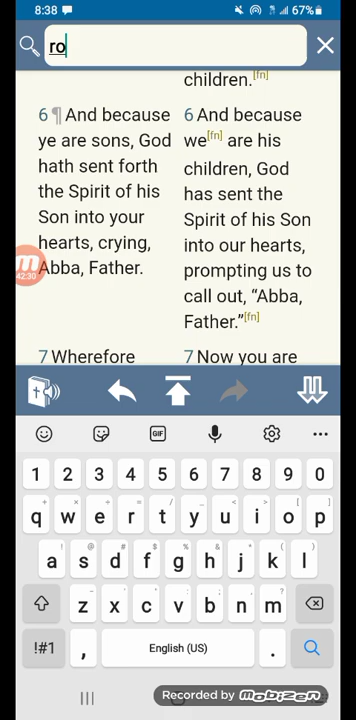 8:38 67%
ro
children.[fn]
6 ¶ And because
ye are sons, God
hath sent forth
the Spirit of his
Son into your
hearts, crying,
Abba, Father.
7 Wherefore
6 And because
we[fn] are his
children, God
has sent the
Spirit of his Son
into our hearts,
prompting us to
call out, “Abba,
Father.”[fn]
7 Now you are
42:30
GIF
1 2 3 4 5 6 7 8 9 0
q w e r t y u i o p
a s d f g h j k l
z x c v b n m
!#1 , English (US) .
Recorded by mobizen